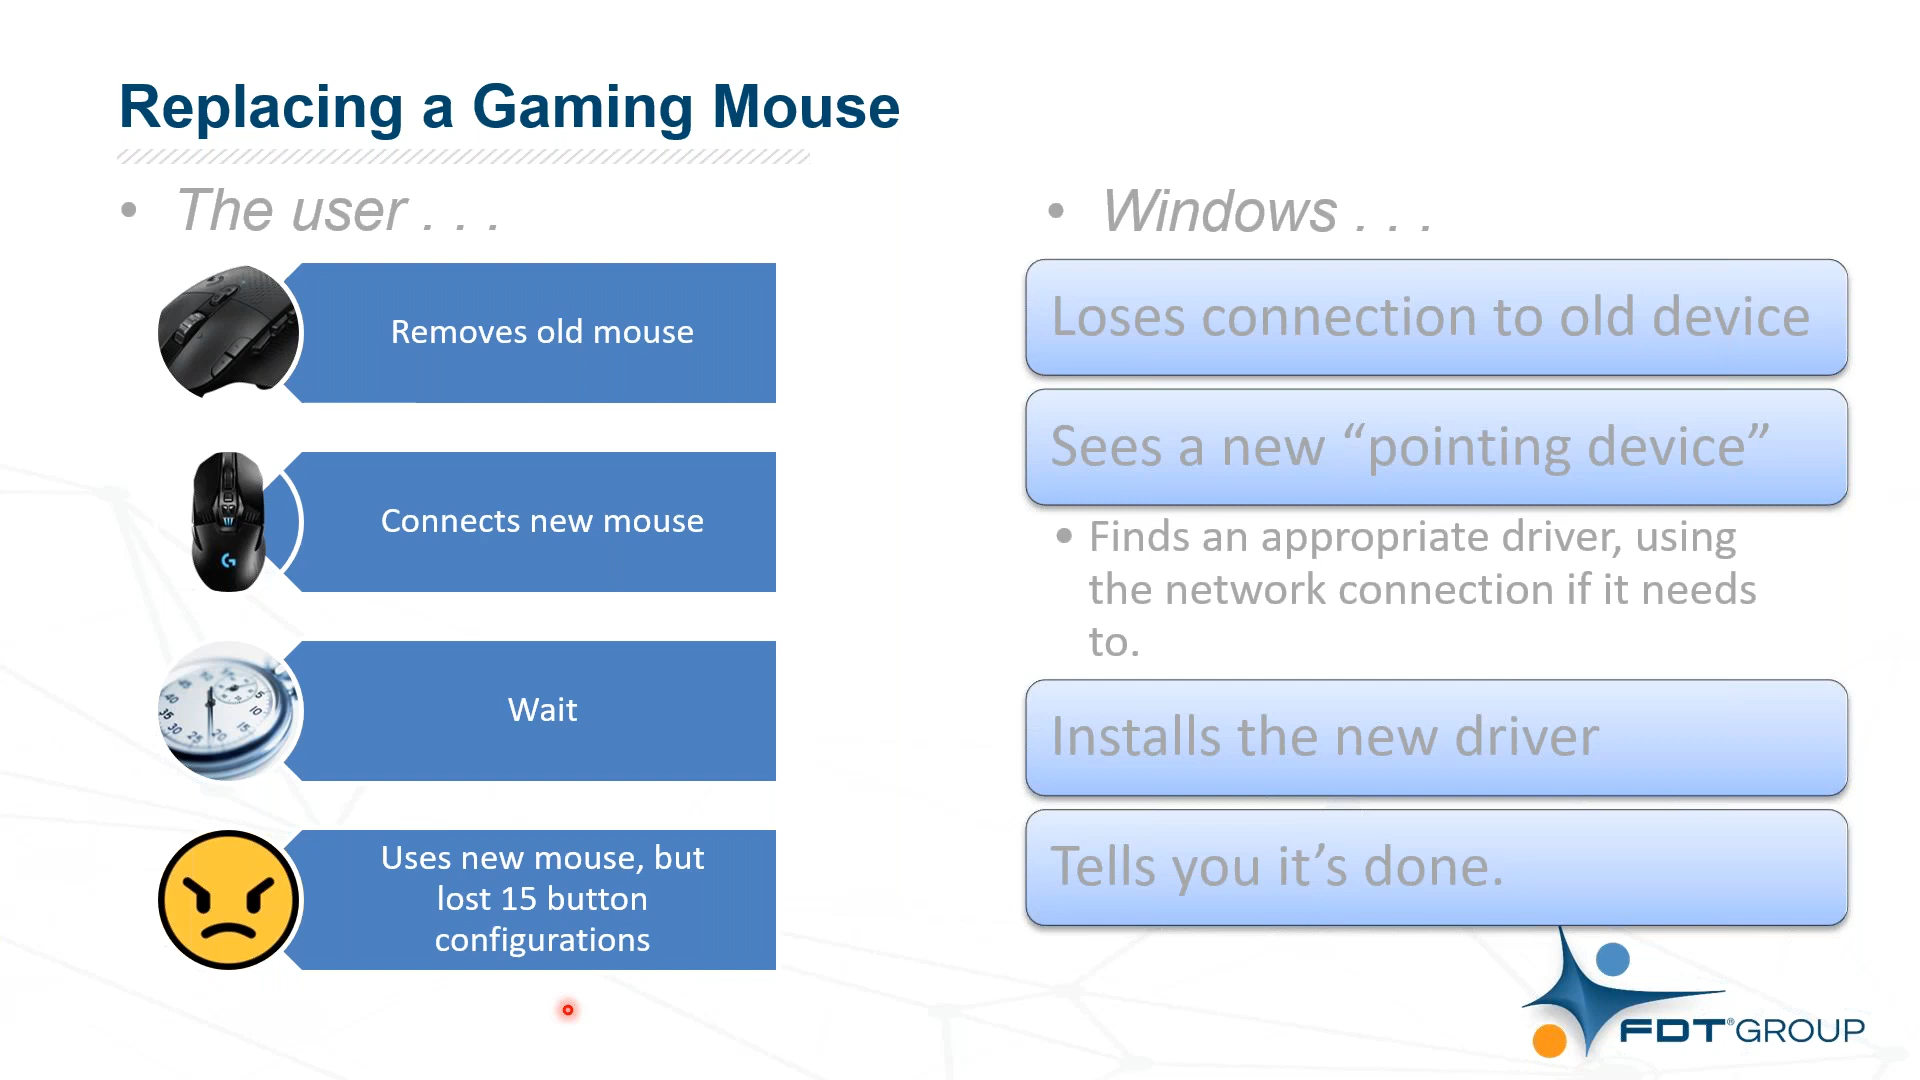 Replacing a Gaming Mouse
• The user . . .
Removes old mouse
Connects new mouse
Wait
Uses new mouse, but
lost 15 button
configurations
• Windows . . .
Loses connection to old device
Sees a new “pointing device”
• Finds an appropriate driver, using
the network connection if it needs
to.
Installs the new driver
Tells you it’s done.
FDT® GROUP